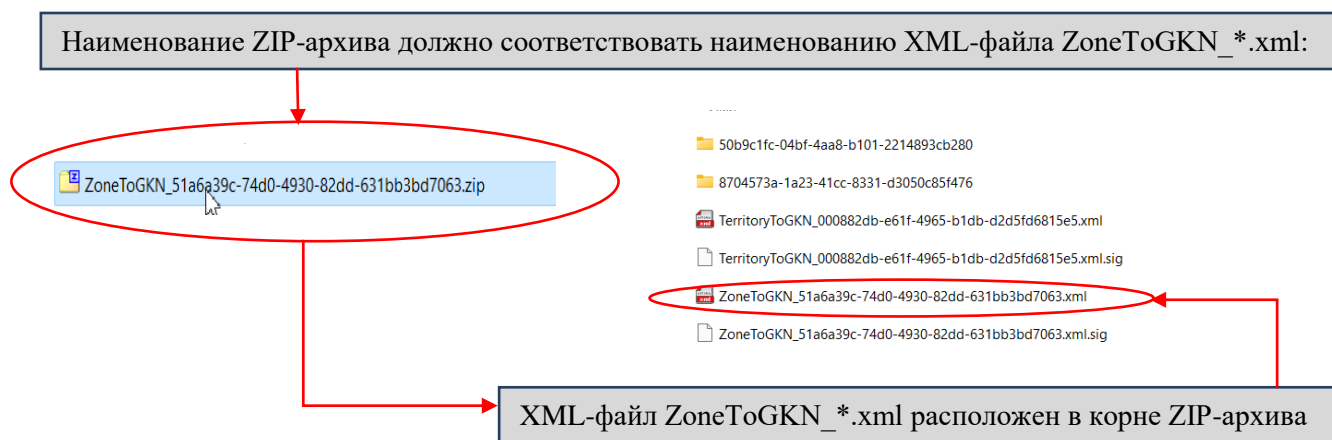 Наименование ZIP-архива должно соответствовать наименованию XML-файла ZoneToGKN_*.xml:
ZoneToGKN_51a6a39c-74d0-4930-82dd-631bb3bd7063.zip
50b9c1fc-04bf-4aa8-b101-2214893cb280
8704573a-1a23-41cc-8331-d3050c85f476
TerritoryToGKN_000882db-e61f-4965-b1db-d2d5fd6815e5.xml
TerritoryToGKN_000882db-e61f-4965-b1db-d2d5fd6815e5.xml.sig
ZoneToGKN_51a6a39c-74d0-4930-82dd-631bb3bd7063.xml
ZoneToGKN_51a6a39c-74d0-4930-82dd-631bb3bd7063.xml.sig
XML-файл ZoneToGKN_*.xml расположен в корне ZIP-архива